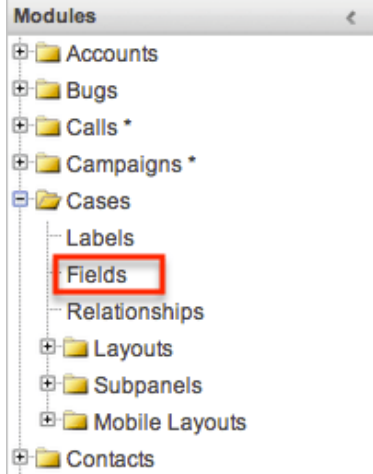 Modules <
Accounts
Bugs
Calls *
Campaigns *
Cases
Labels
Fields
Relationships
Layouts
Subpanels
Mobile Layouts
Contacts